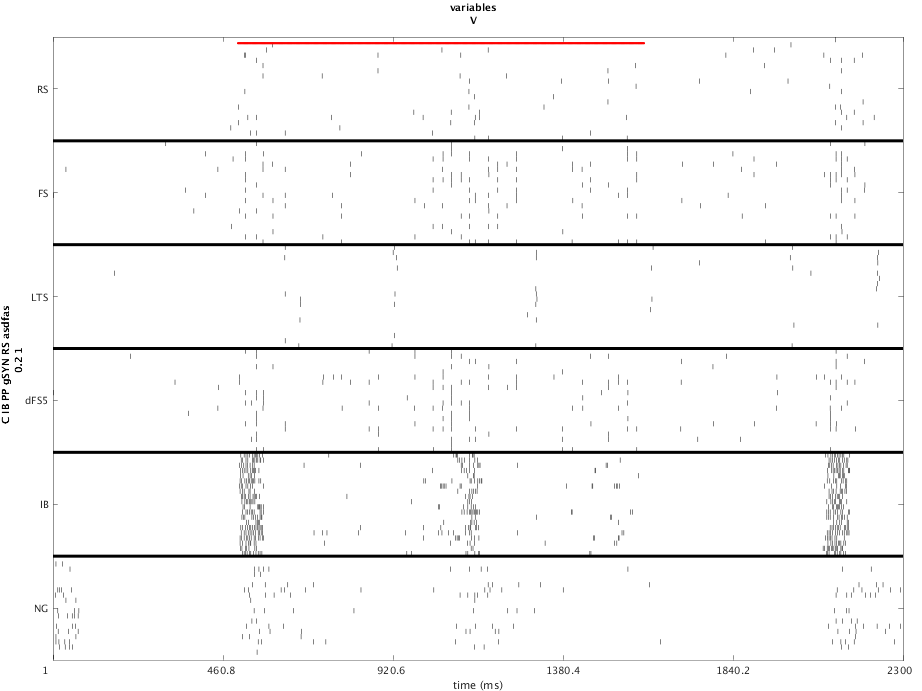 variables
V
RS
FS
LTS
dFS5
IB
NG
C IB PP gSYN RS asdfas
0.2 1
1
460.8
920.6
1380.4
1840.2
2300
time (ms)